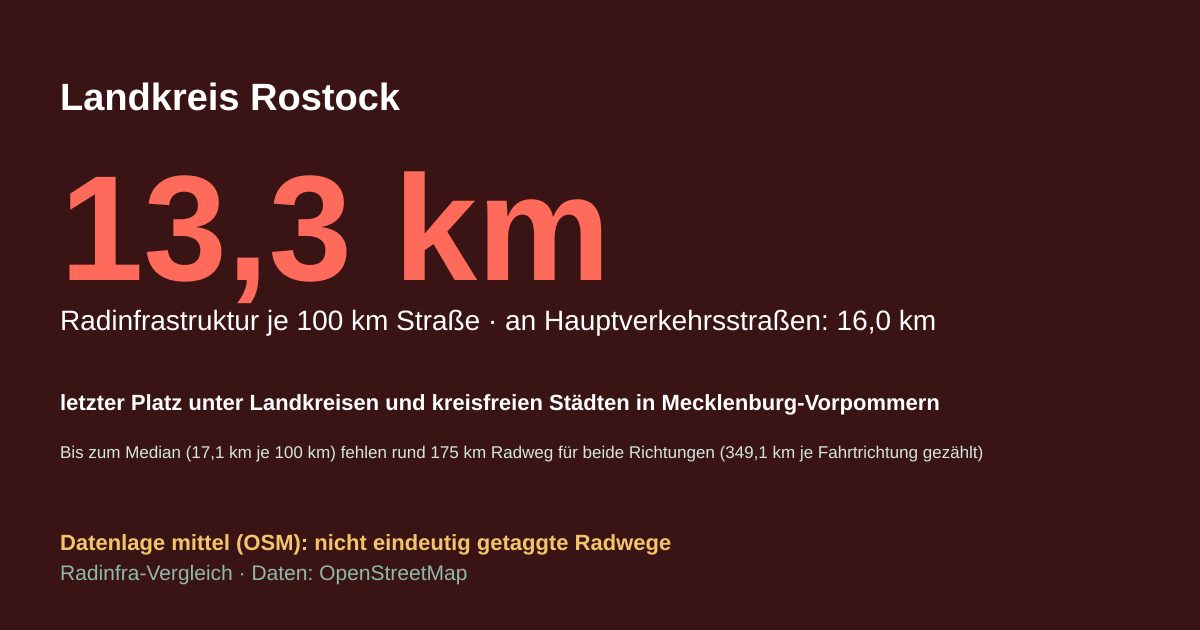 Landkreis Rostock
13,3 km
Radinfrastruktur je 100 km Straße · an Hauptverkehrsstraßen: 16,0 km
letzter Platz unter Landkreisen und kreisfreien Städten in Mecklenburg-Vorpommern
Bis zum Median (17,1 km je 100 km) fehlen rund 175 km Radweg für beide Richtungen (349,1 km je Fahrtrichtung gezählt)
Datenlage mittel (OSM): nicht eindeutig getaggte Radwege
Radinfra-Vergleich · Daten: OpenStreetMap